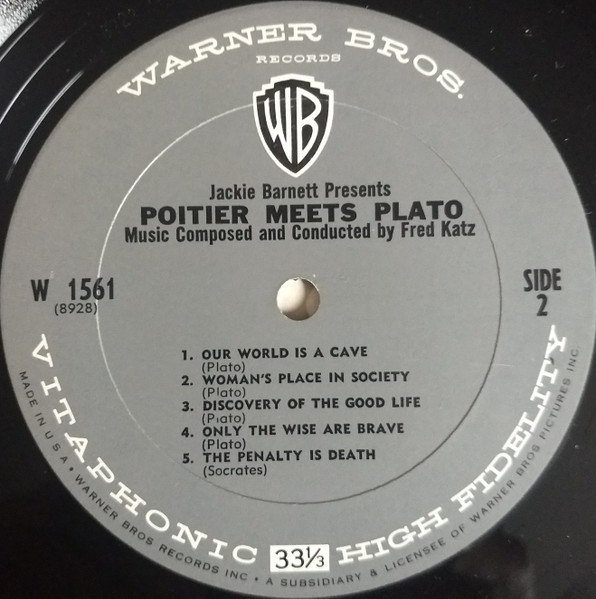 WARNER BROS.
RECORDS
WB
Jackie Barnett Presents
POITIER MEETS PLATO
Music Composed and Conducted by Fred Katz
W 1561
(8928)
SIDE
2
1. OUR WORLD IS A CAVE
(Plato)
2. WOMAN'S PLACE IN SOCIETY
(Plato)
3. DISCOVERY OF THE GOOD LIFE
(Plato)
4. ONLY THE WISE ARE BRAVE
(Plato)
5. THE PENALTY IS DEATH
(Socrates)
VITAPHONIC 33⅓ HIGH FIDELITY
MADE IN U.S.A. • WARNER BROS RECORDS INC • A SUBSIDIARY & LICENSEE OF WARNER BROS PICTURES INC.